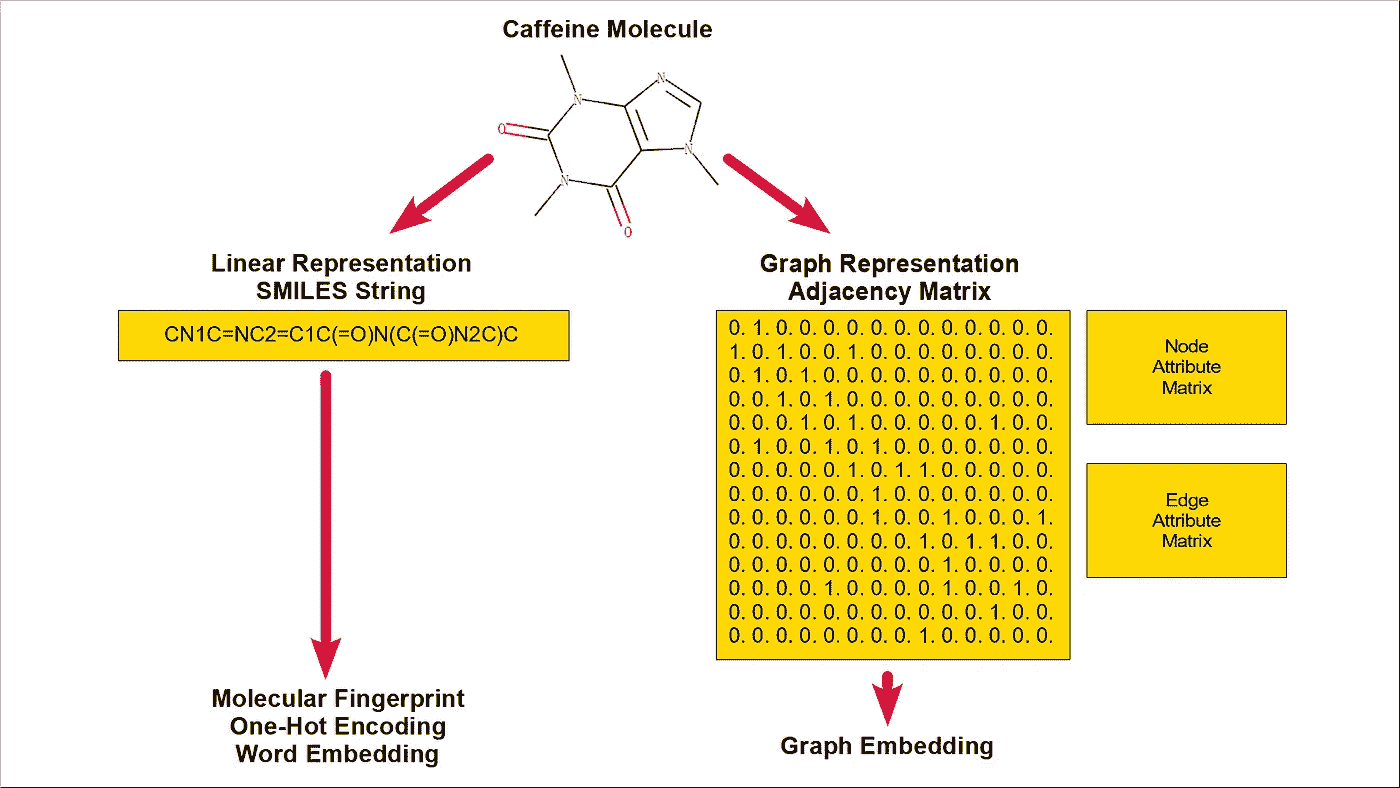 Caffeine Molecule
N
N
O
N
N
O
Linear Representation
SMILES String
CN1C=NC2=C1C(=O)N(C(=O)N2C)C
Molecular Fingerprint
One-Hot Encoding
Word Embedding
Graph Representation
Adjacency Matrix
0. 1. 0. 0. 0. 0. 0. 0. 0. 0. 0. 0. 0. 0.
1. 0. 1. 0. 0. 1. 0. 0. 0. 0. 0. 0. 0. 0.
0. 1. 0. 1. 0. 0. 0. 0. 0. 0. 0. 0. 0. 0.
0. 0. 1. 0. 1. 0. 0. 0. 0. 0. 0. 0. 0. 0.
0. 0. 0. 1. 0. 1. 0. 0. 0. 0. 0. 1. 0. 0.
0. 1. 0. 0. 1. 0. 1. 0. 0. 0. 0. 0. 0. 0.
0. 0. 0. 0. 0. 1. 0. 1. 1. 0. 0. 0. 0. 0.
0. 0. 0. 0. 0. 0. 1. 0. 0. 0. 0. 0. 0. 0.
0. 0. 0. 0. 0. 0. 1. 0. 0. 1. 0. 0. 0. 1.
0. 0. 0. 0. 0. 0. 0. 0. 1. 0. 1. 1. 0. 0.
0. 0. 0. 0. 0. 0. 0. 0. 0. 1. 0. 0. 0. 0.
0. 0. 0. 0. 1. 0. 0. 0. 0. 1. 0. 0. 1. 0.
0. 0. 0. 0. 0. 0. 0. 0. 0. 0. 0. 1. 0. 0.
0. 0. 0. 0. 0. 0. 0. 0. 1. 0. 0. 0. 0. 0.
Node
Attribute
Matrix
Edge
Attribute
Matrix
Graph Embedding